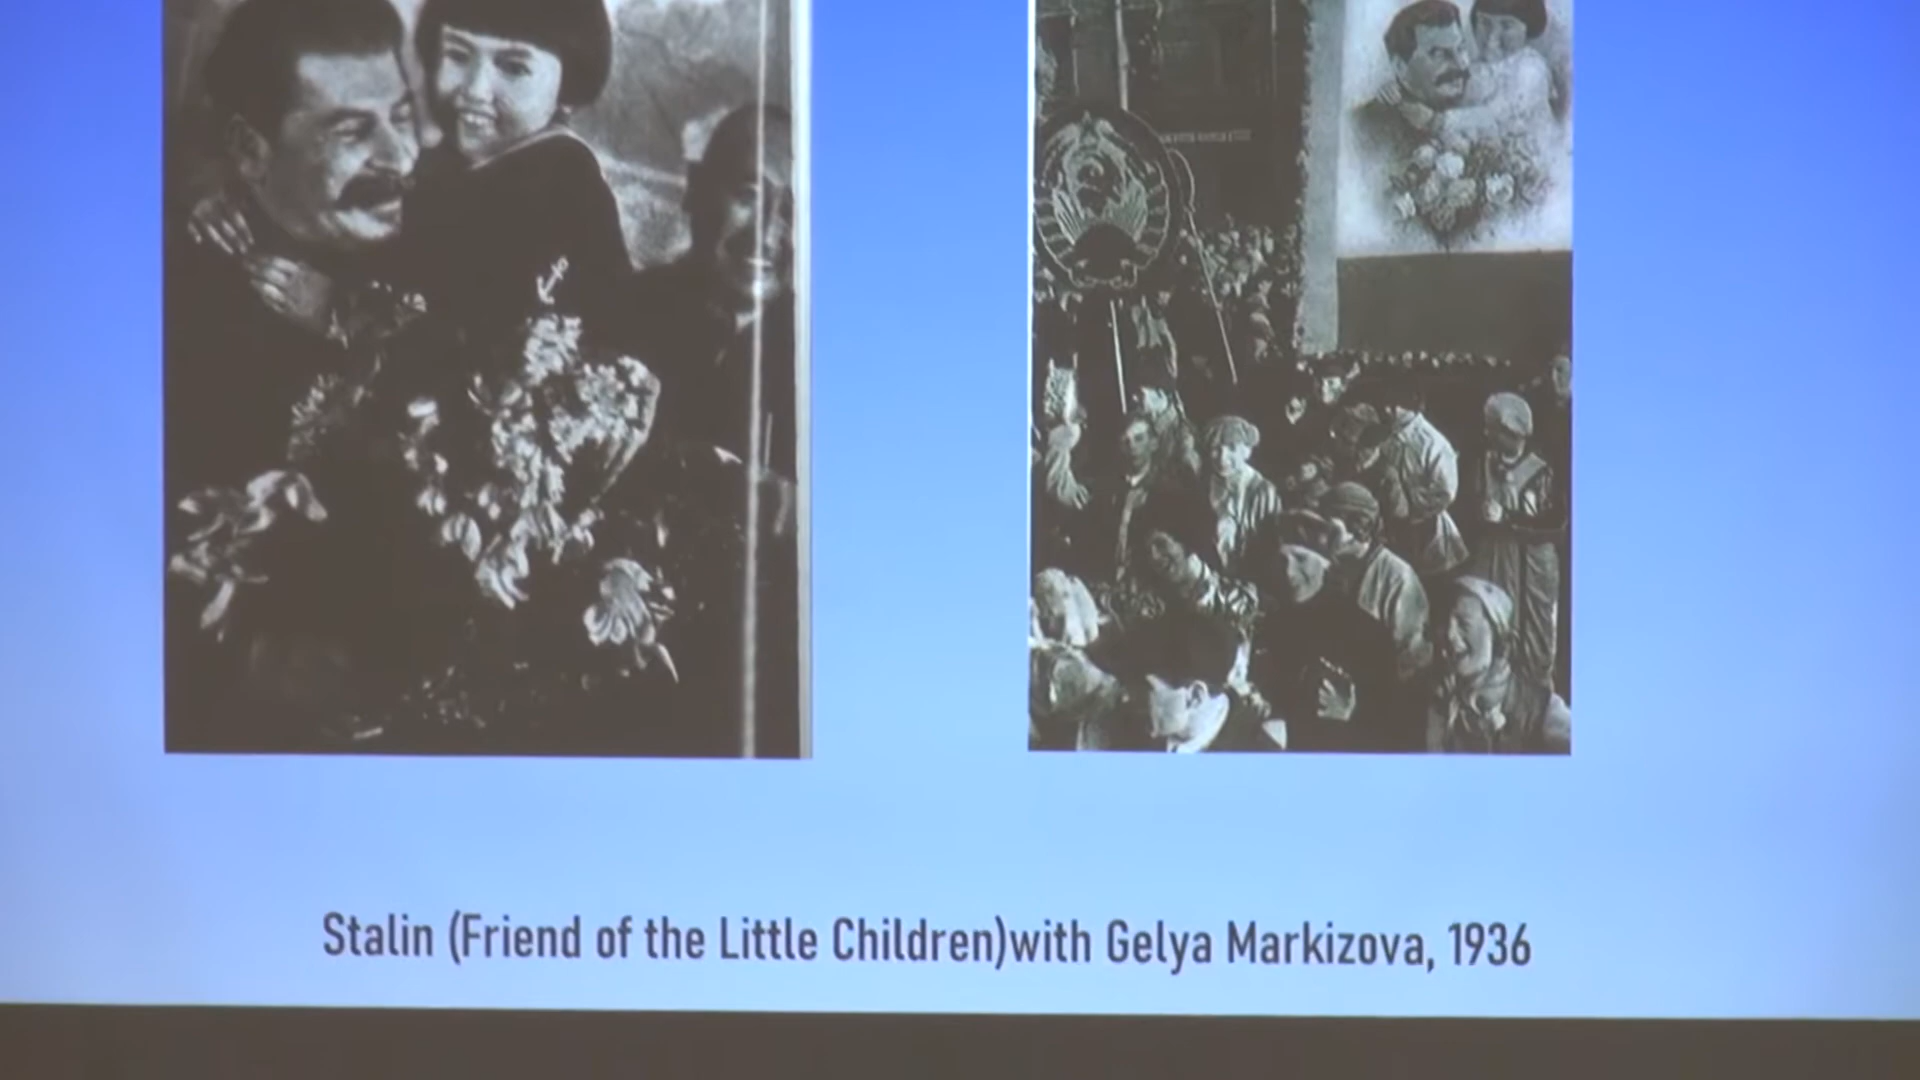 Stalin (Friend of the Little Children)with Gelya Markizova, 1936